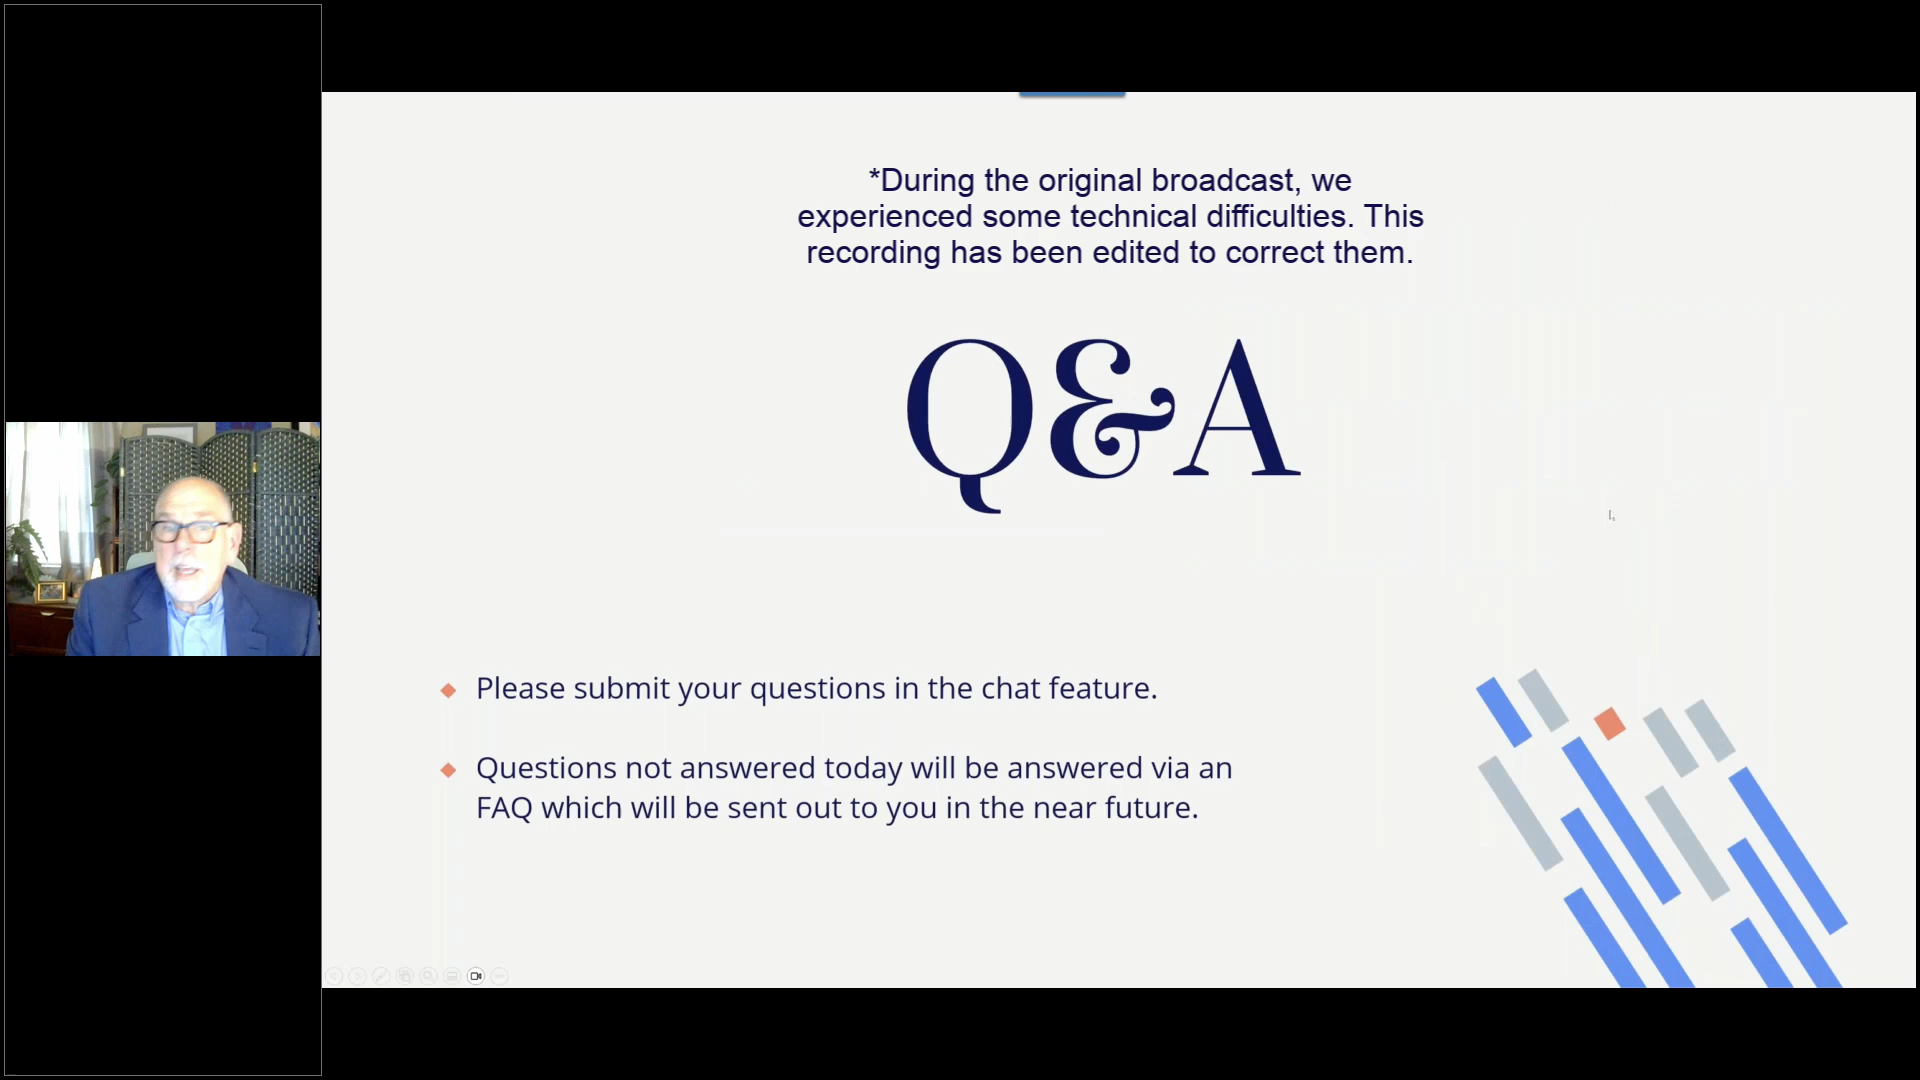 *During the original broadcast, we
experienced some technical difficulties. This
recording has been edited to correct them.
Q&A
Please submit your questions in the chat feature.
Questions not answered today will be answered via an
FAQ which will be sent out to you in the near future.